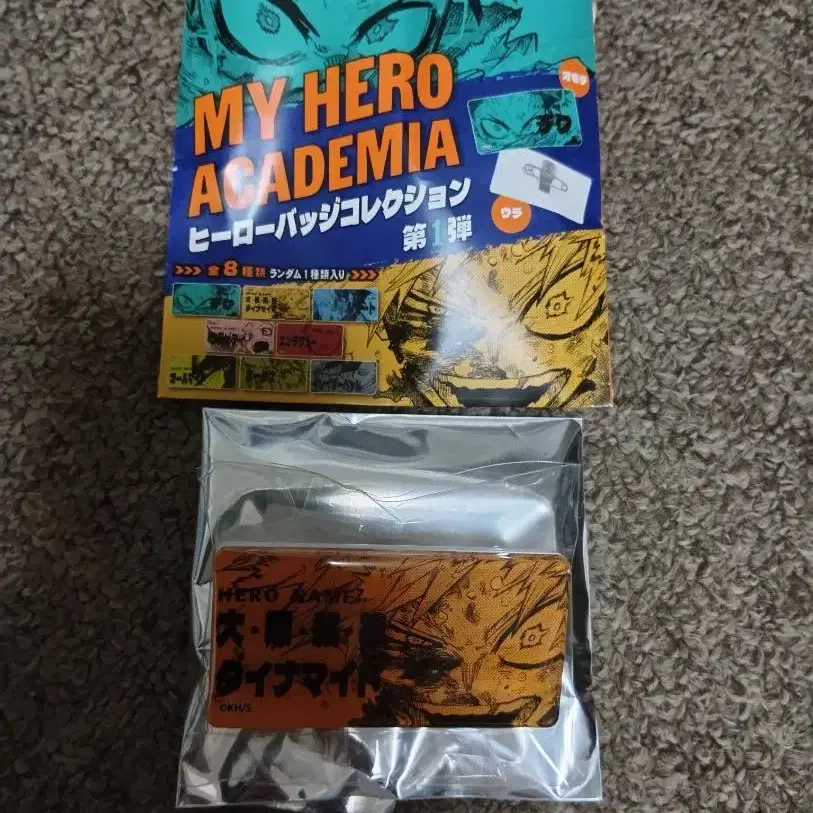 MY HERO
ACADEMIA
ヒーローバッジコレクション
第1弾
オモテ
デク
ウラ
>>> 全8種類 ランダム1種類入り >>>
HERO NAME
大・爆・殺・神
ダイナマイト
©KH/S